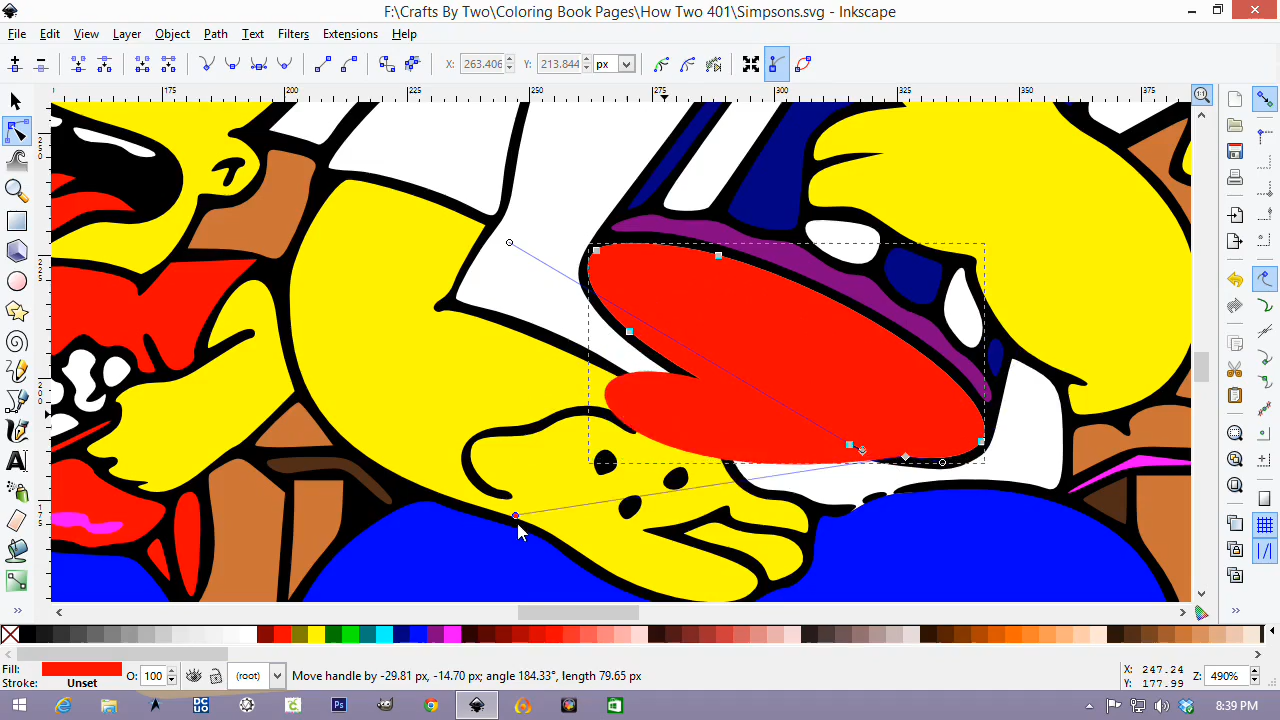 F:\Crafts By Two\Coloring Book Pages\How Two 401\Simpsons.svg - Inkscape
File Edit View Layer Object Path Text Filters Extensions Help
X: 263.406 Y: 213.844 px
175 200 225 250 275 300 325 350 375
Fill: O: 100 (root) Move handle by -29.81 px, -14.70 px; angle 184.33°, length 79.65 px X: 247.24 Z: 490%
Stroke: Unset Y: 177.99
8:39 PM